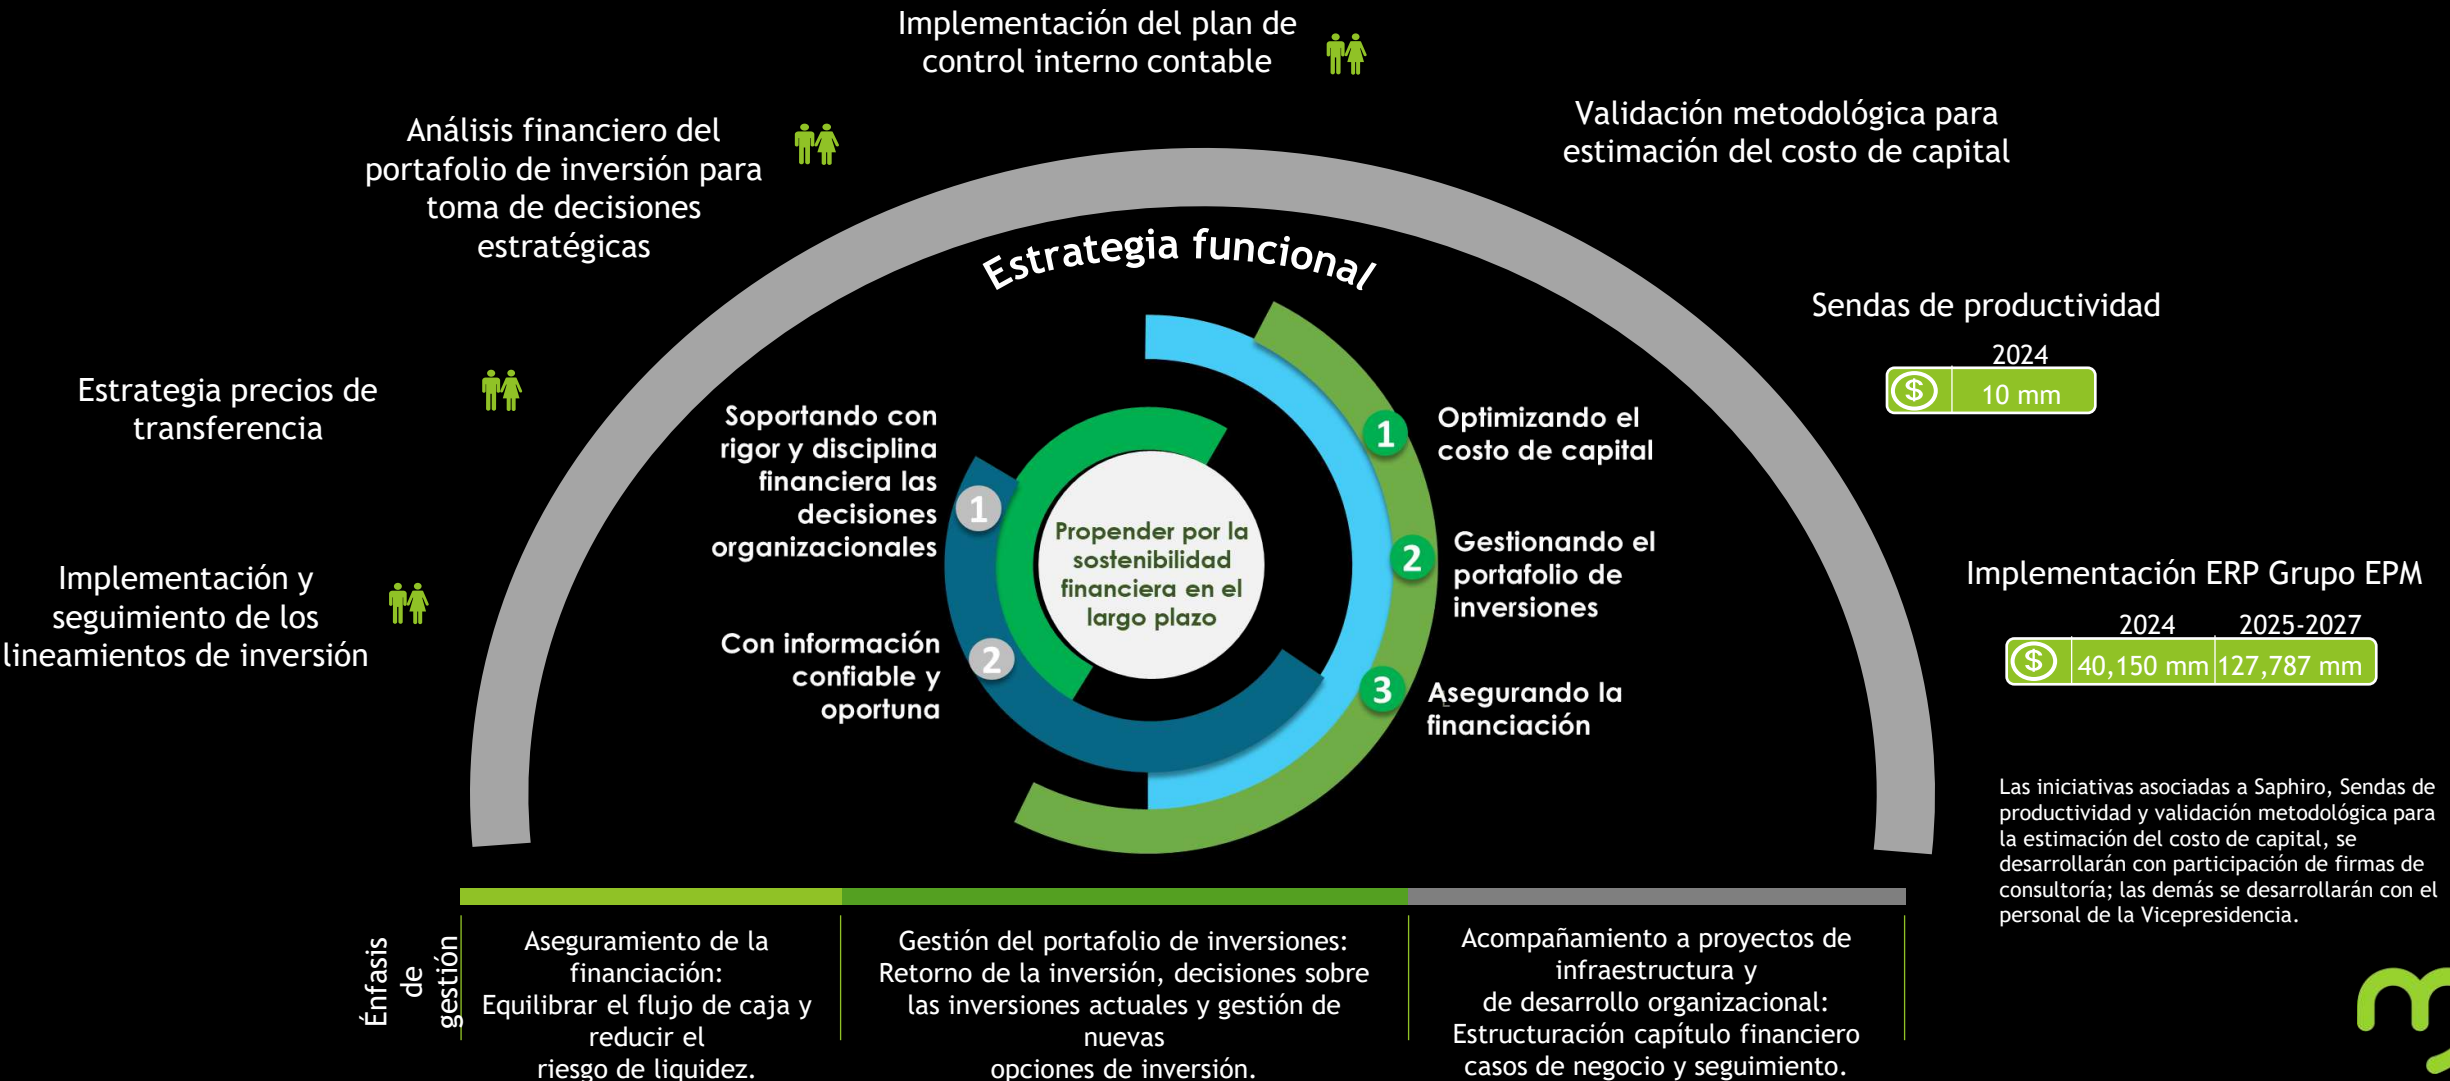 Implementación del plan de
control interno contable
Análisis financiero del
portafolio de inversión para
toma de decisiones
estratégicas
Validación metodológica para
estimación del costo de capital
Estrategia precios de
transferencia
Sendas de productividad
2024
$ 10 mm
Implementación y
seguimiento de los
lineamientos de inversión
Implementación ERP Grupo EPM
2024 2025-2027
$ 40,150 mm 127,787 mm
Estrategia funcional
Soportando con
rigor y disciplina
financiera las
decisiones
organizacionales
1
Con información
confiable y
oportuna
2
Propender por la
sostenibilidad
financiera en el
largo plazo
1
Optimizando el
costo de capital
2
Gestionando el
portafolio de
inversiones
3
Asegurando la
financiación
Las iniciativas asociadas a Saphiro, Sendas de
productividad y validación metodológica para
la estimación del costo de capital, se
desarrollarán con participación de firmas de
consultoría; las demás se desarrollarán con el
personal de la Vicepresidencia.
Énfasis
de
gestión
Aseguramiento de la
financiación:
Equilibrar el flujo de caja y
reducir el
riesgo de liquidez.
Gestión del portafolio de inversiones:
Retorno de la inversión, decisiones sobre
las inversiones actuales y gestión de
nuevas
opciones de inversión.
Acompañamiento a proyectos de
infraestructura y
de desarrollo organizacional:
Estructuración capítulo financiero
casos de negocio y seguimiento.